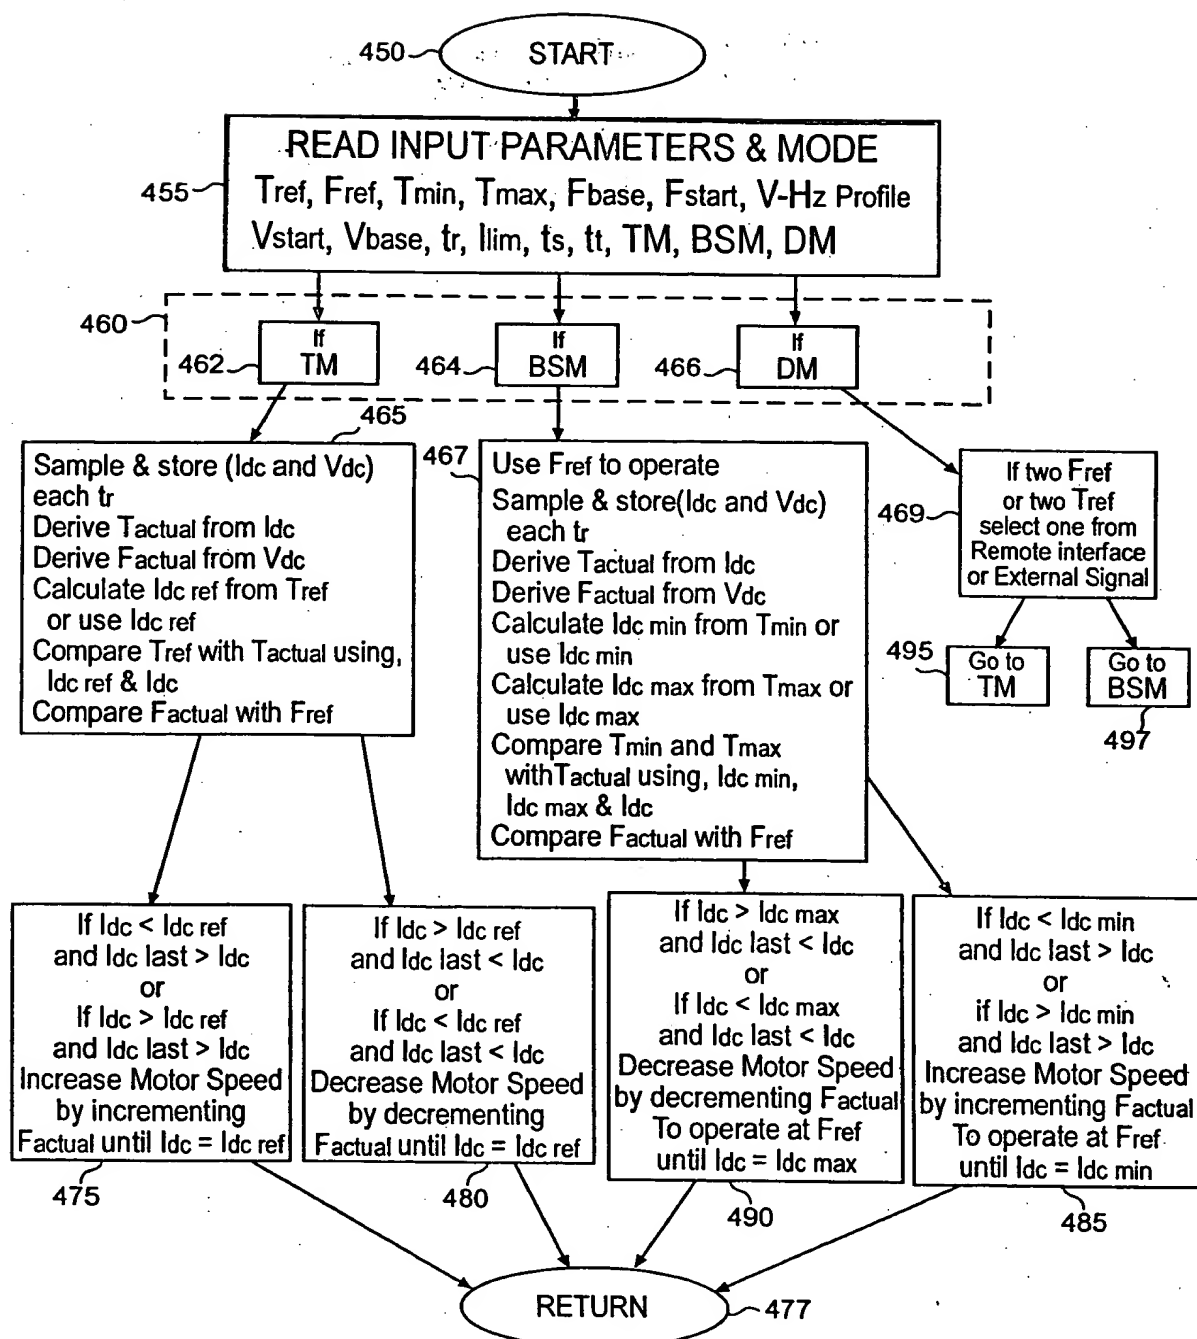 450
START
READ INPUT PARAMETERS & MODE
455
Tref, Fref, Tmin, Tmax, Fbase, Fstart, V-Hz Profile
Vstart, Vbase, tr, Ilim, ts, tt, TM, BSM, DM
460
462
If
TM
464
If
BSM
466
If
DM
465
Sample & store (Idc and Vdc)
each tr
Derive Tactual from Idc
Derive Factual from Vdc
Calculate Idc ref from Tref
or use Idc ref
Compare Tref with Tactual using,
Idc ref & Idc
Compare Factual with Fref
467
Use Fref to operate
Sample & store(Idc and Vdc)
each tr
Derive Tactual from Idc
Derive Factual from Vdc
Calculate Idc min from Tmin or
use Idc min
Calculate Idc max from Tmax or
use Idc max
Compare Tmin and Tmax
withTactual using, Idc min,
Idc max & Idc
Compare Factual with Fref
469
If two Fref
or two Tref
select one from
Remote interface
or External Signal
495
Go to
TM
Go to
BSM
497
If Idc < Idc ref
and Idc last > Idc
or
If Idc > Idc ref
and Idc last > Idc
Increase Motor Speed
by incrementing
Factual until Idc = Idc ref
475
If Idc > Idc ref
and Idc last < Idc
or
If Idc < Idc ref
and Idc last < Idc
Decrease Motor Speed
by decrementing
Factual until Idc = Idc ref
480
If Idc > Idc max
and Idc last < Idc
or
If Idc < Idc max
and Idc last < Idc
Decrease Motor Speed
by decrementing Factual
To operate at Fref
until Idc = Idc max
490
If Idc < Idc min
and Idc last > Idc
or
if Idc > Idc min
and Idc last > Idc
Increase Motor Speed
by incrementing Factual
To operate at Fref
until Idc = Idc min
485
RETURN
477